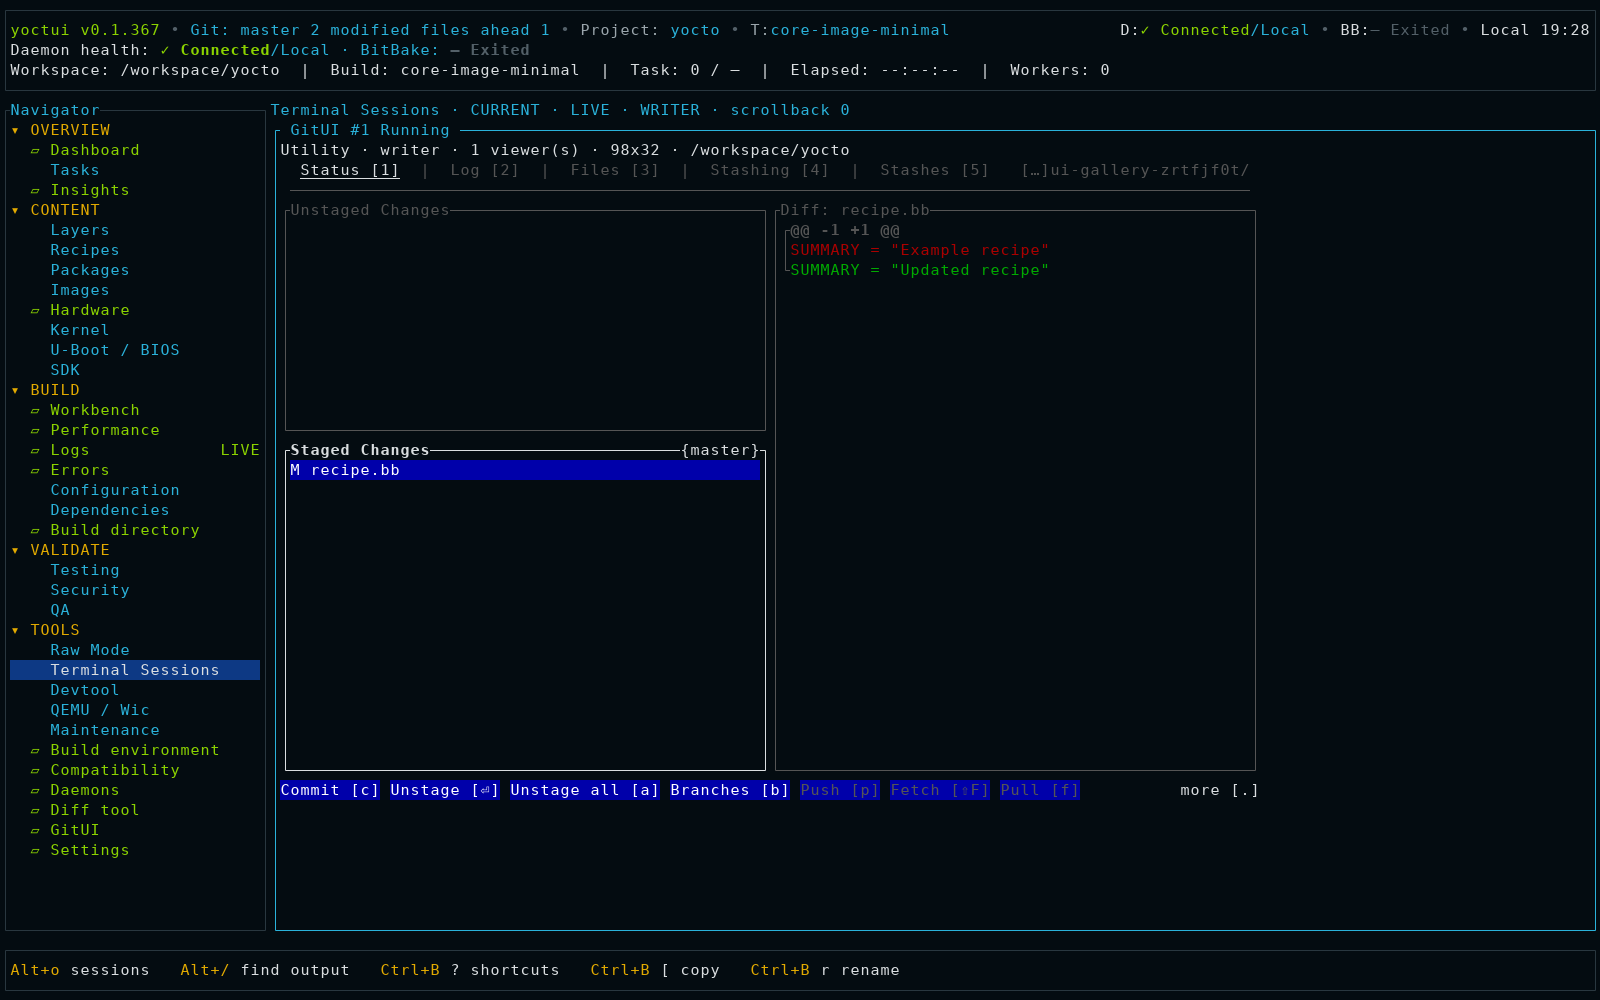 yoctui v0.1.367 • Git: master 2 modified files ahead 1 • Project: yocto • T:core-image-minimal D:✓ Connected/Local • BB:— Exited • Local 19:28
Daemon health: ✓ Connected/Local · BitBake: — Exited
Workspace: /workspace/yocto | Build: core-image-minimal | Task: 0 / — | Elapsed: --:--:-- | Workers: 0
Navigator
▾ OVERVIEW
▱ Dashboard
Tasks
▱ Insights
▾ CONTENT
Layers
Recipes
Packages
Images
▱ Hardware
Kernel
U-Boot / BIOS
SDK
▾ BUILD
▱ Workbench
▱ Performance
▱ Logs LIVE
▱ Errors
Configuration
Dependencies
▱ Build directory
▾ VALIDATE
Testing
Security
QA
▾ TOOLS
Raw Mode
Terminal Sessions
Devtool
QEMU / Wic
Maintenance
▱ Build environment
▱ Compatibility
▱ Daemons
▱ Diff tool
▱ GitUI
▱ Settings
Terminal Sessions · CURRENT · LIVE · WRITER · scrollback 0
GitUI #1 Running
Utility · writer · 1 viewer(s) · 98x32 · /workspace/yocto
Status [1] | Log [2] | Files [3] | Stashing [4] | Stashes [5] […]ui-gallery-zrtfjf0t/
Unstaged Changes
Staged Changes {master}
M recipe.bb
Diff: recipe.bb
@@ -1 +1 @@
SUMMARY = "Example recipe"
SUMMARY = "Updated recipe"
Commit [c] Unstage [⏎] Unstage all [a] Branches [b] Push [p] Fetch [⇧F] Pull [f] more [.]
Alt+o sessions Alt+/ find output Ctrl+B ? shortcuts Ctrl+B [ copy Ctrl+B r rename